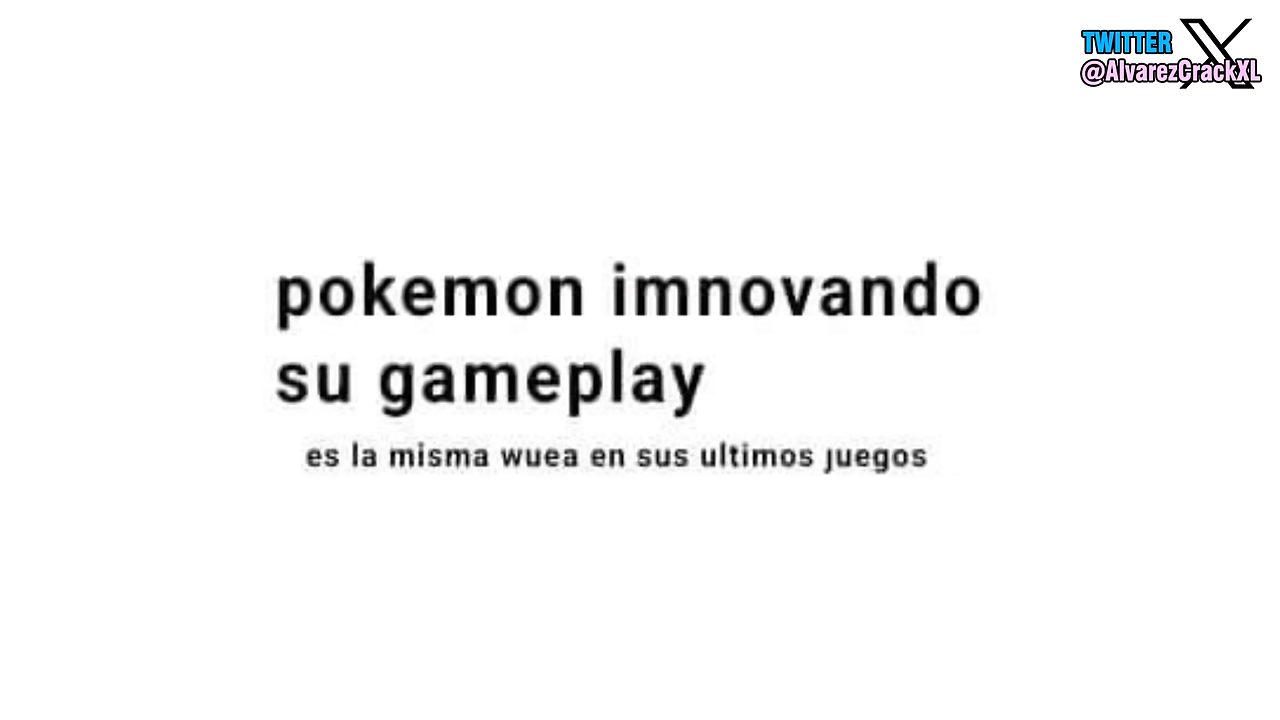 TWITTER
@AlvarezCrackXL
pokemon imnovando
su gameplay
es la misma wuea en sus ultimos juegos